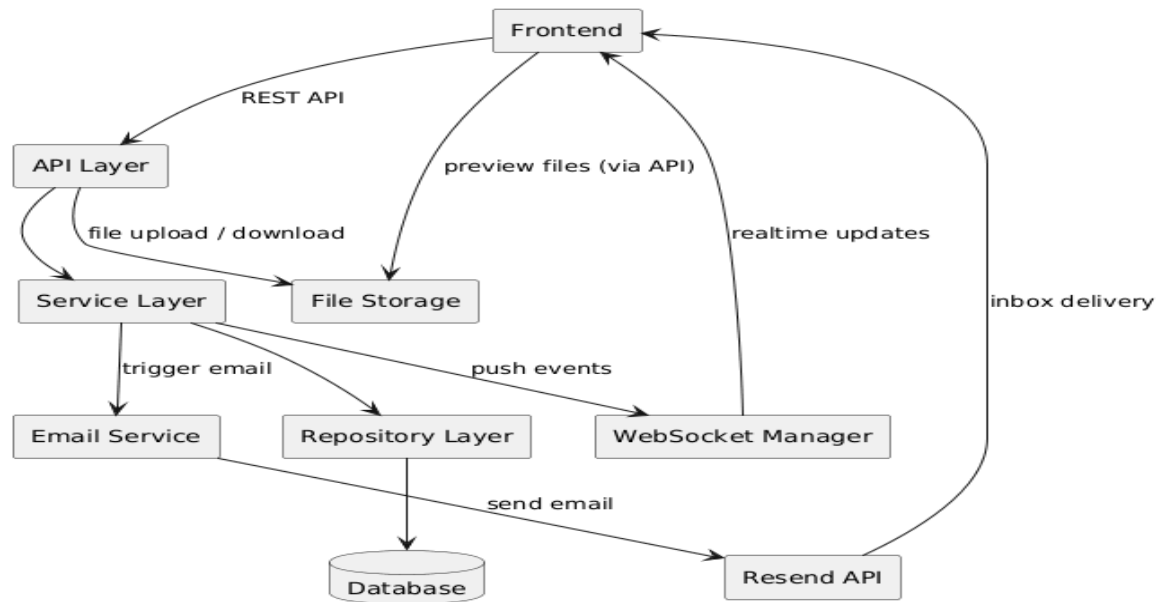 Frontend
REST API
API Layer
preview files (via API)
file upload / download
realtime updates
Service Layer
File Storage
inbox delivery
trigger email
push events
Email Service
Repository Layer
WebSocket Manager
send email
Database
Resend API